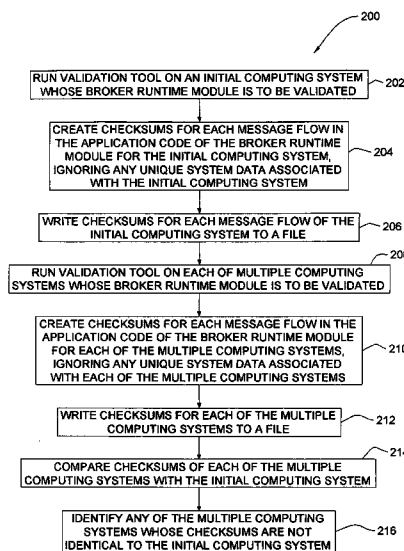 200
RUN VALIDATION TOOL ON AN INITIAL COMPUTING SYSTEM
WHOSE BROKER RUNTIME MODULE IS TO BE VALIDATED
202
CREATE CHECKSUMS FOR EACH MESSAGE FLOW IN
THE APPLICATION CODE OF THE BROKER RUNTIME
MODULE FOR THE INITIAL COMPUTING SYSTEM,
IGNORING ANY UNIQUE SYSTEM DATA ASSOCIATED
WITH THE INITIAL COMPUTING SYSTEM
204
WRITE CHECKSUMS FOR EACH MESSAGE FLOW OF THE
INITIAL COMPUTING SYSTEM TO A FILE
206
208
RUN VALIDATION TOOL ON EACH OF MULTIPLE COMPUTING
SYSTEMS WHOSE BROKER RUNTIME MODULE IS TO BE VALIDATED
CREATE CHECKSUMS FOR EACH MESSAGE FLOW IN THE
APPLICATION CODE OF THE BROKER RUNTIME MODULE
FOR EACH OF THE MULTIPLE COMPUTING SYSTEMS,
IGNORING ANY UNIQUE SYSTEM DATA ASSOCIATED
WITH EACH OF THE MULTIPLE COMPUTING SYSTEMS
210
WRITE CHECKSUMS FOR EACH OF THE MULTIPLE
COMPUTING SYSTEMS TO A FILE
212
214
COMPARE CHECKSUMS OF EACH OF THE MULTIPLE
COMPUTING SYSTEMS WITH THE INITIAL COMPUTING SYSTEM
IDENTIFY ANY OF THE MULTIPLE COMPUTING
SYSTEMS WHOSE CHECKSUMS ARE NOT
IDENTICAL TO THE INITIAL COMPUTING SYSTEM
216